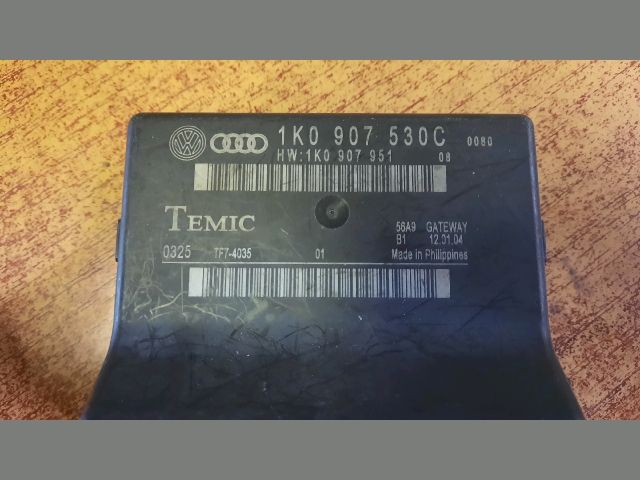 1K0 907 530C 0080
HW:1K0 907 951 08
TEMIC
56A9 GATEWAY
B1 12.01.04
0325 TF7-4035 01 Made in Philippines